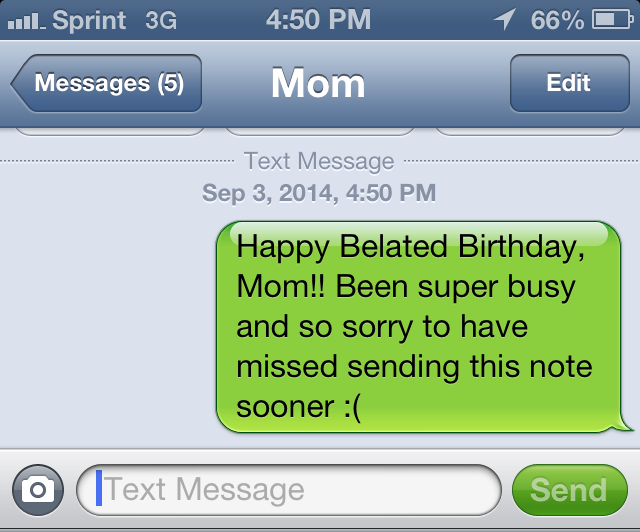 Sprint 3G 4:50 PM 66%
Messages (5) Mom Edit
Text Message
Sep 3, 2014, 4:50 PM
Happy Belated Birthday,
Mom!! Been super busy
and so sorry to have
missed sending this note
sooner :(
Text Message Send